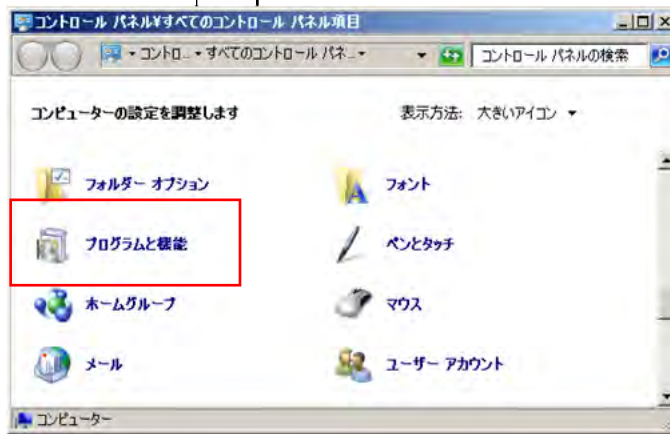 コントロール パネル¥すべてのコントロール パネル項目
コントロ... すべてのコントロール パネ...
コントロール パネルの検索
コンピューターの設定を調整します
表示方法: 大きいアイコン
フォルダー オプション
フォント
プログラムと機能
ペンとタッチ
ホームグループ
マウス
メール
ユーザー アカウント
コンピューター